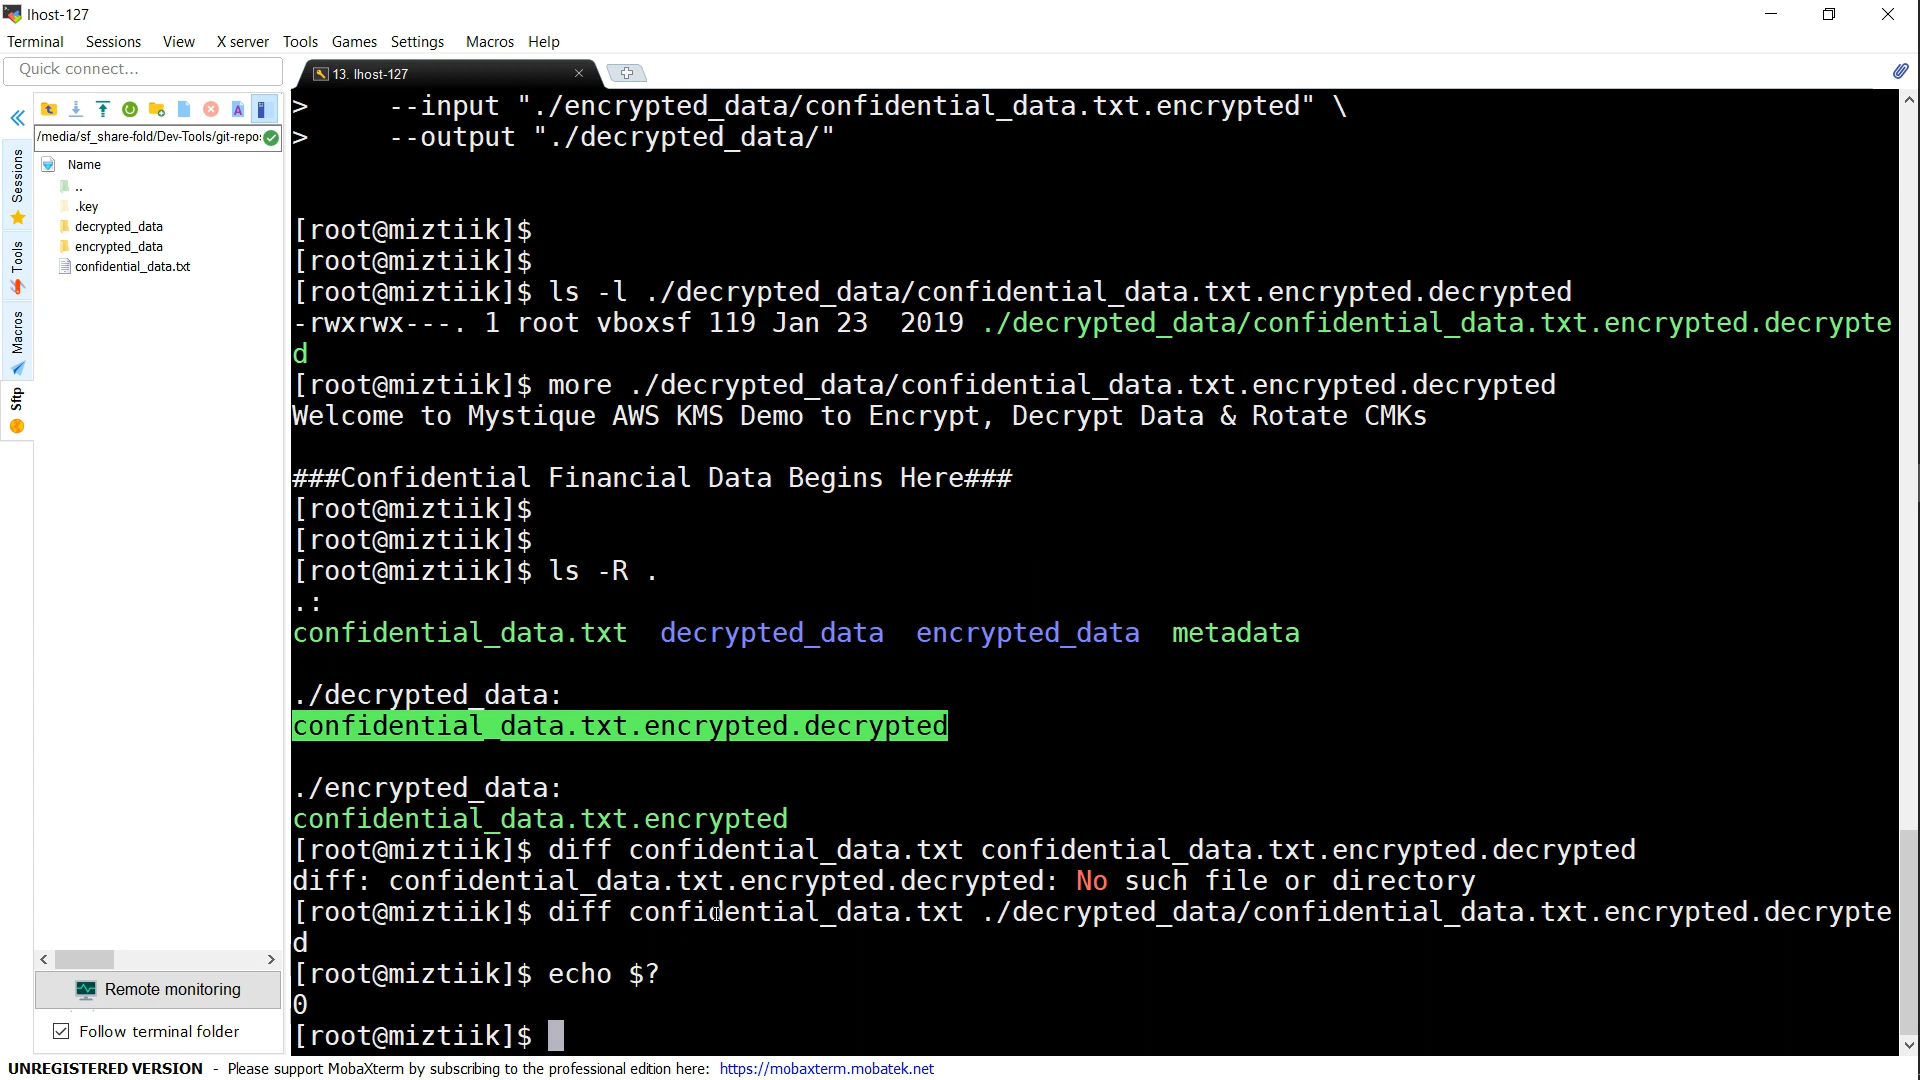 lhost-127
Terminal Sessions View X server Tools Games Settings Macros Help
Quick connect...
13. lhost-127
/media/sf_share-fold/Dev-Tools/git-repo
Name
..
.key
decrypted_data
encrypted_data
confidential_data.txt
Sessions
Tools
Macros
Sftp
Remote monitoring
Follow terminal folder
>     --input "./encrypted_data/confidential_data.txt.encrypted" \
>     --output "./decrypted_data/"
[root@miztiik]$
[root@miztiik]$
[root@miztiik]$ ls -l ./decrypted_data/confidential_data.txt.encrypted.decrypted
-rwxrwx---. 1 root vboxsf 119 Jan 23  2019 ./decrypted_data/confidential_data.txt.encrypted.decrypte
d
[root@miztiik]$ more ./decrypted_data/confidential_data.txt.encrypted.decrypted
Welcome to Mystique AWS KMS Demo to Encrypt, Decrypt Data & Rotate CMKs
###Confidential Financial Data Begins Here###
[root@miztiik]$
[root@miztiik]$
[root@miztiik]$ ls -R .
.:
confidential_data.txt  decrypted_data  encrypted_data  metadata
./decrypted_data:
confidential_data.txt.encrypted.decrypted
./encrypted_data:
confidential_data.txt.encrypted
[root@miztiik]$ diff confidential_data.txt confidential_data.txt.encrypted.decrypted
diff: confidential_data.txt.encrypted.decrypted: No such file or directory
[root@miztiik]$ diff confidential_data.txt ./decrypted_data/confidential_data.txt.encrypted.decrypte
d
[root@miztiik]$ echo $?
0
[root@miztiik]$
UNREGISTERED VERSION - Please support MobaXterm by subscribing to the professional edition here: https://mobaxterm.mobatek.net